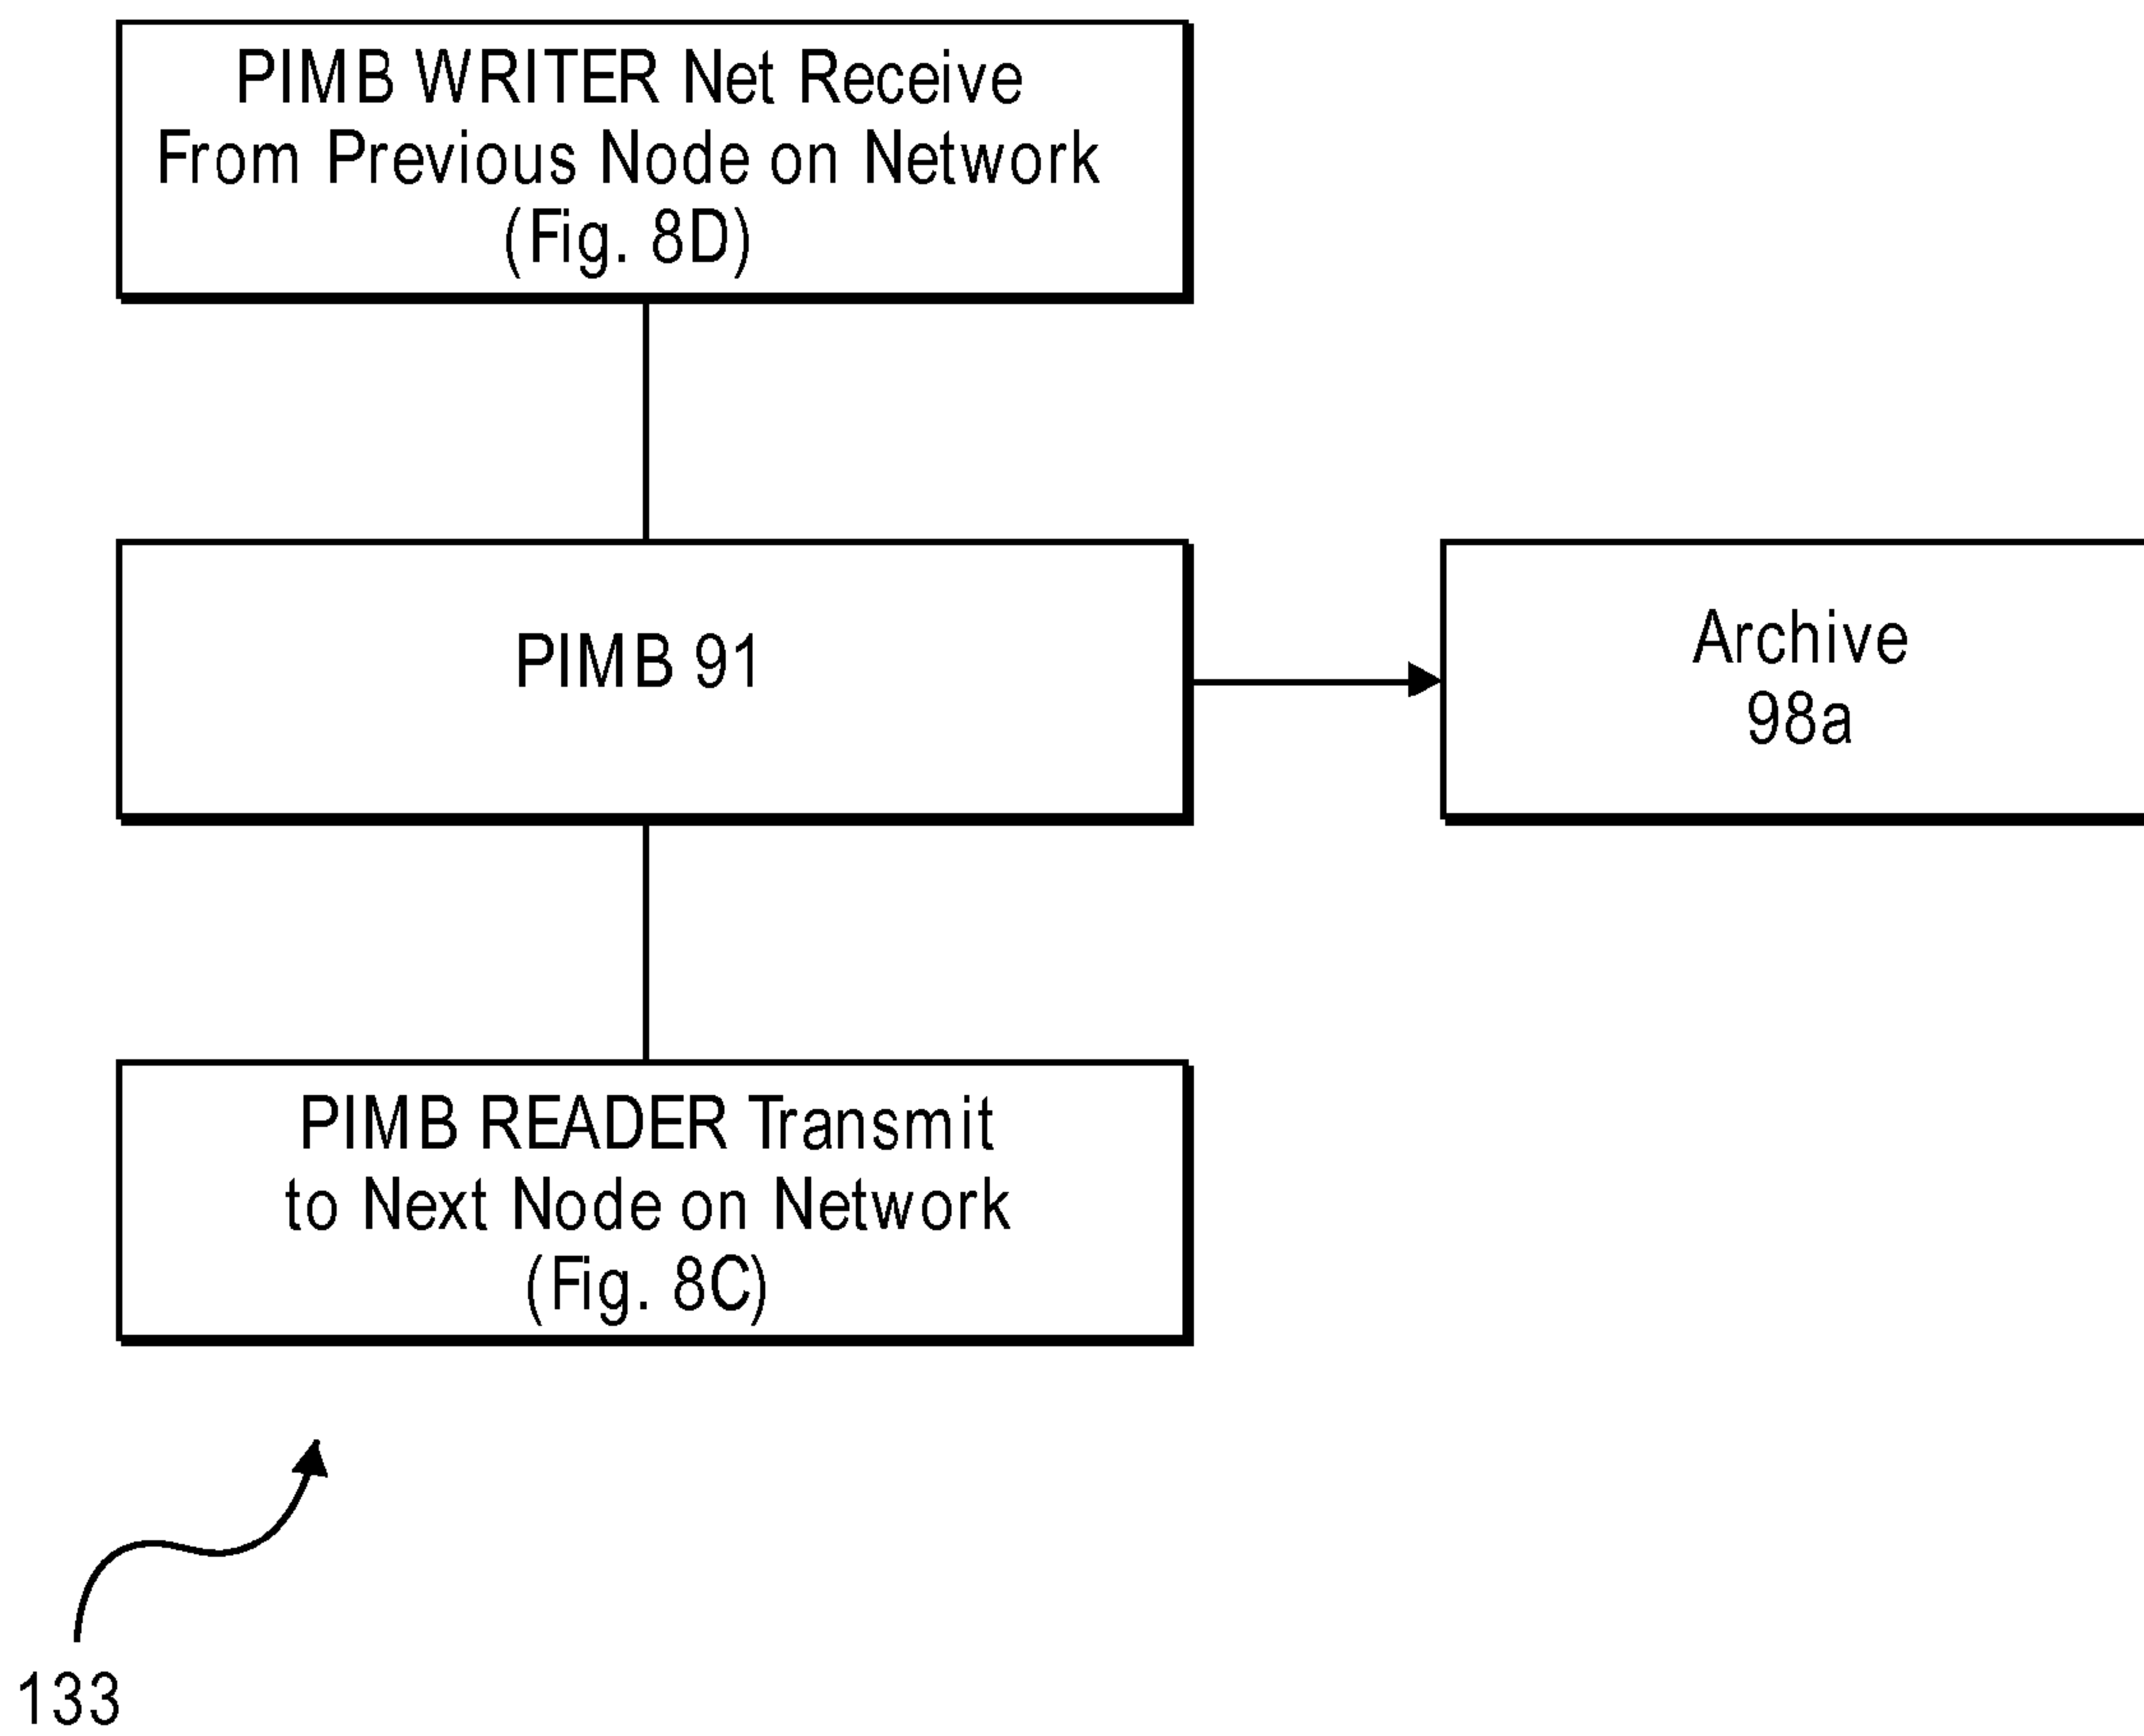 PIMB WRITER Net Receive
From Previous Node on Network
(Fig. 8D)
PIMB 91
Archive
98a
PIMB READER Transmit
to Next Node on Network
(Fig. 8C)
133